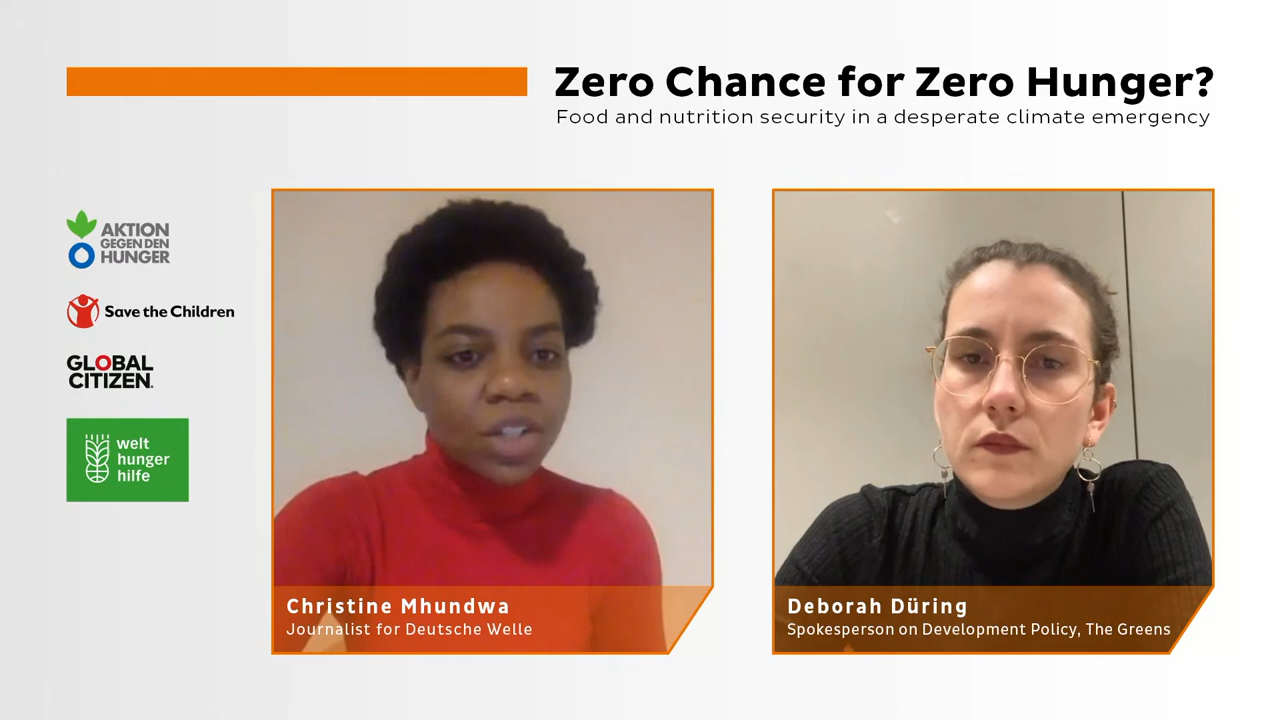 Zero Chance for Zero Hunger?
Food and nutrition security in a desperate climate emergency
AKTION
GEGEN DEN
HUNGER
Save the Children
GLOBAL
CITIZEN.
welt
hunger
hilfe
Christine Mhundwa
Journalist for Deutsche Welle
Deborah Düring
Spokesperson on Development Policy, The Greens